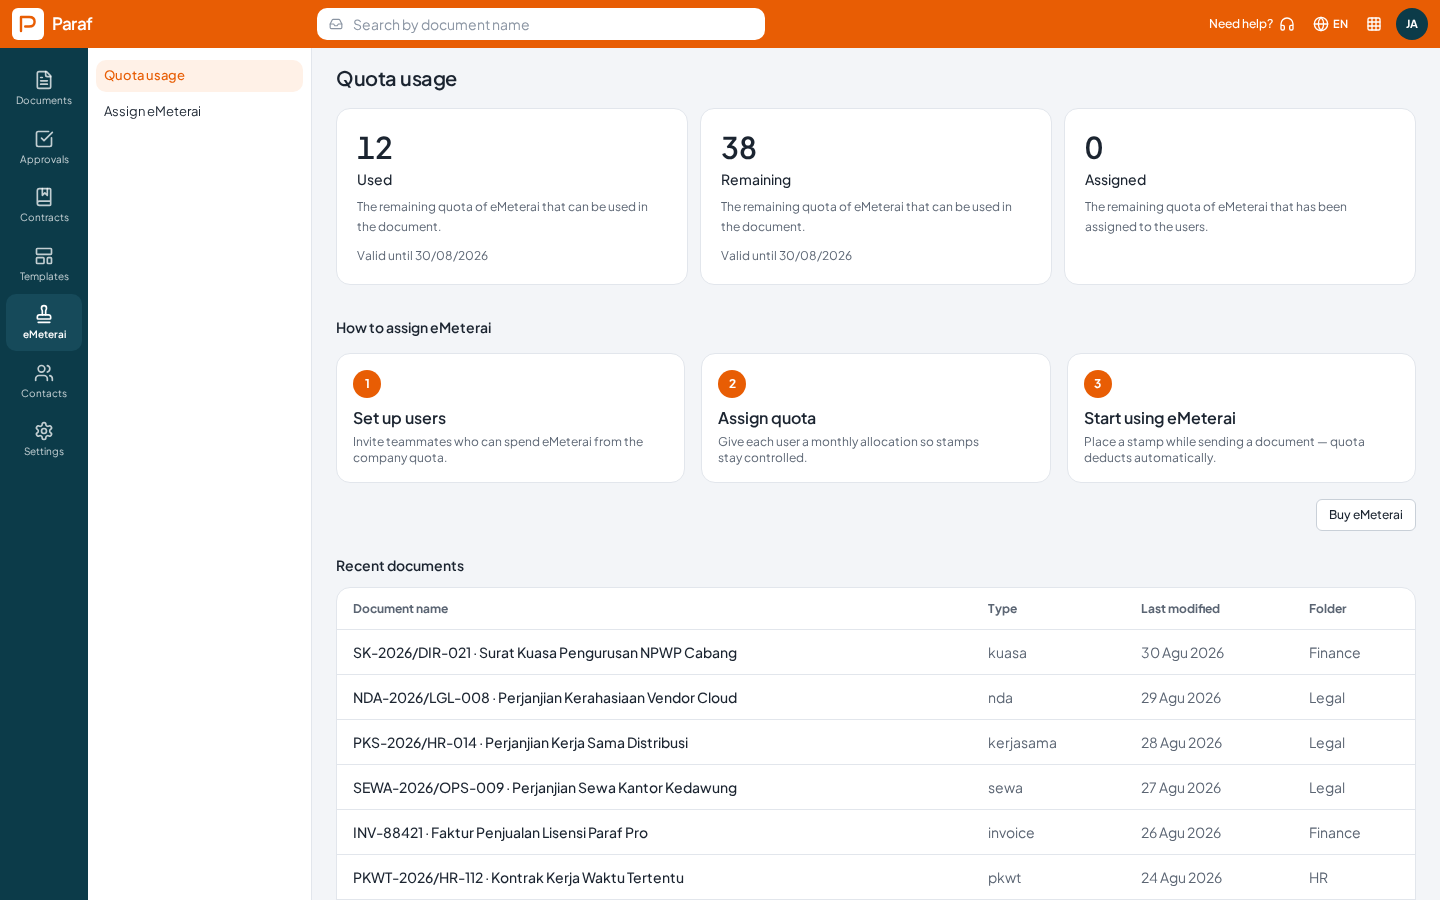 Paraf
Search by document name
Need help?
EN
JA
Documents
Approvals
Contracts
Templates
eMeterai
Contacts
Settings
Quota usage
Assign eMeterai
Quota usage
12
Used
The remaining quota of eMeterai that can be used in
the document.
Valid until 30/08/2026
38
Remaining
The remaining quota of eMeterai that can be used in
the document.
Valid until 30/08/2026
0
Assigned
The remaining quota of eMeterai that has been
assigned to the users.
How to assign eMeterai
1
Set up users
Invite teammates who can spend eMeterai from the
company quota.
2
Assign quota
Give each user a monthly allocation so stamps
stay controlled.
3
Start using eMeterai
Place a stamp while sending a document — quota
deducts automatically.
Buy eMeterai
Recent documents
Document name Type Last modified Folder
SK-2026/DIR-021 · Surat Kuasa Pengurusan NPWP Cabang kuasa 30 Agu 2026 Finance
NDA-2026/LGL-008 · Perjanjian Kerahasiaan Vendor Cloud nda 29 Agu 2026 Legal
PKS-2026/HR-014 · Perjanjian Kerja Sama Distribusi kerjasama 28 Agu 2026 Legal
SEWA-2026/OPS-009 · Perjanjian Sewa Kantor Kedawung sewa 27 Agu 2026 Legal
INV-88421 · Faktur Penjualan Lisensi Paraf Pro invoice 26 Agu 2026 Finance
PKWT-2026/HR-112 · Kontrak Kerja Waktu Tertentu pkwt 24 Agu 2026 HR